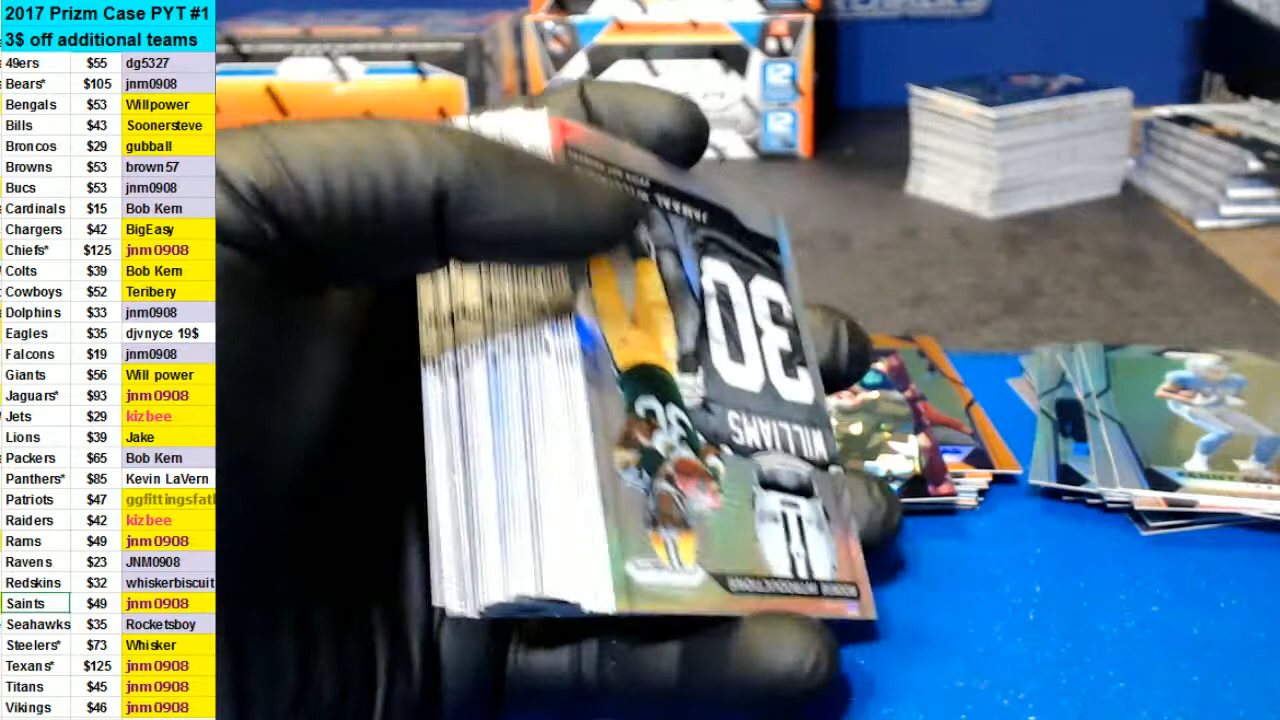 2017 Prizm Case PYT #1
3$ off additional teams
49ers $55 dg5327
Bears* $105 jnm0908
Bengals $53 Willpower
Bills $43 Soonersteve
Broncos $29 gubball
Browns $53 brown57
Bucs $53 jnm0908
Cardinals $15 Bob Kern
Chargers $42 BigEasy
Chiefs* $125 jnm0908
Colts $39 Bob Kern
Cowboys $52 Teribery
Dolphins $33 jnm0908
Eagles $35 djvnyce 19$
Falcons $19 jnm0908
Giants $56 Will power
Jaguars* $93 jnm0908
Jets $29 kizbee
Lions $39 Jake
Packers $65 Bob Kern
Panthers* $85 Kevin LaVern
Patriots $47 ggfittingsfath
Raiders $42 kizbee
Rams $49 jnm0908
Ravens $23 JNM0908
Redskins $32 whiskerbiscuit
Saints $49 jnm0908
Seahawks $35 Rocketsboy
Steelers* $73 Whisker
Texans* $125 jnm0908
Titans $45 jnm0908
Vikings $46 jnm0908
12
12
30
WILLIAMS
30